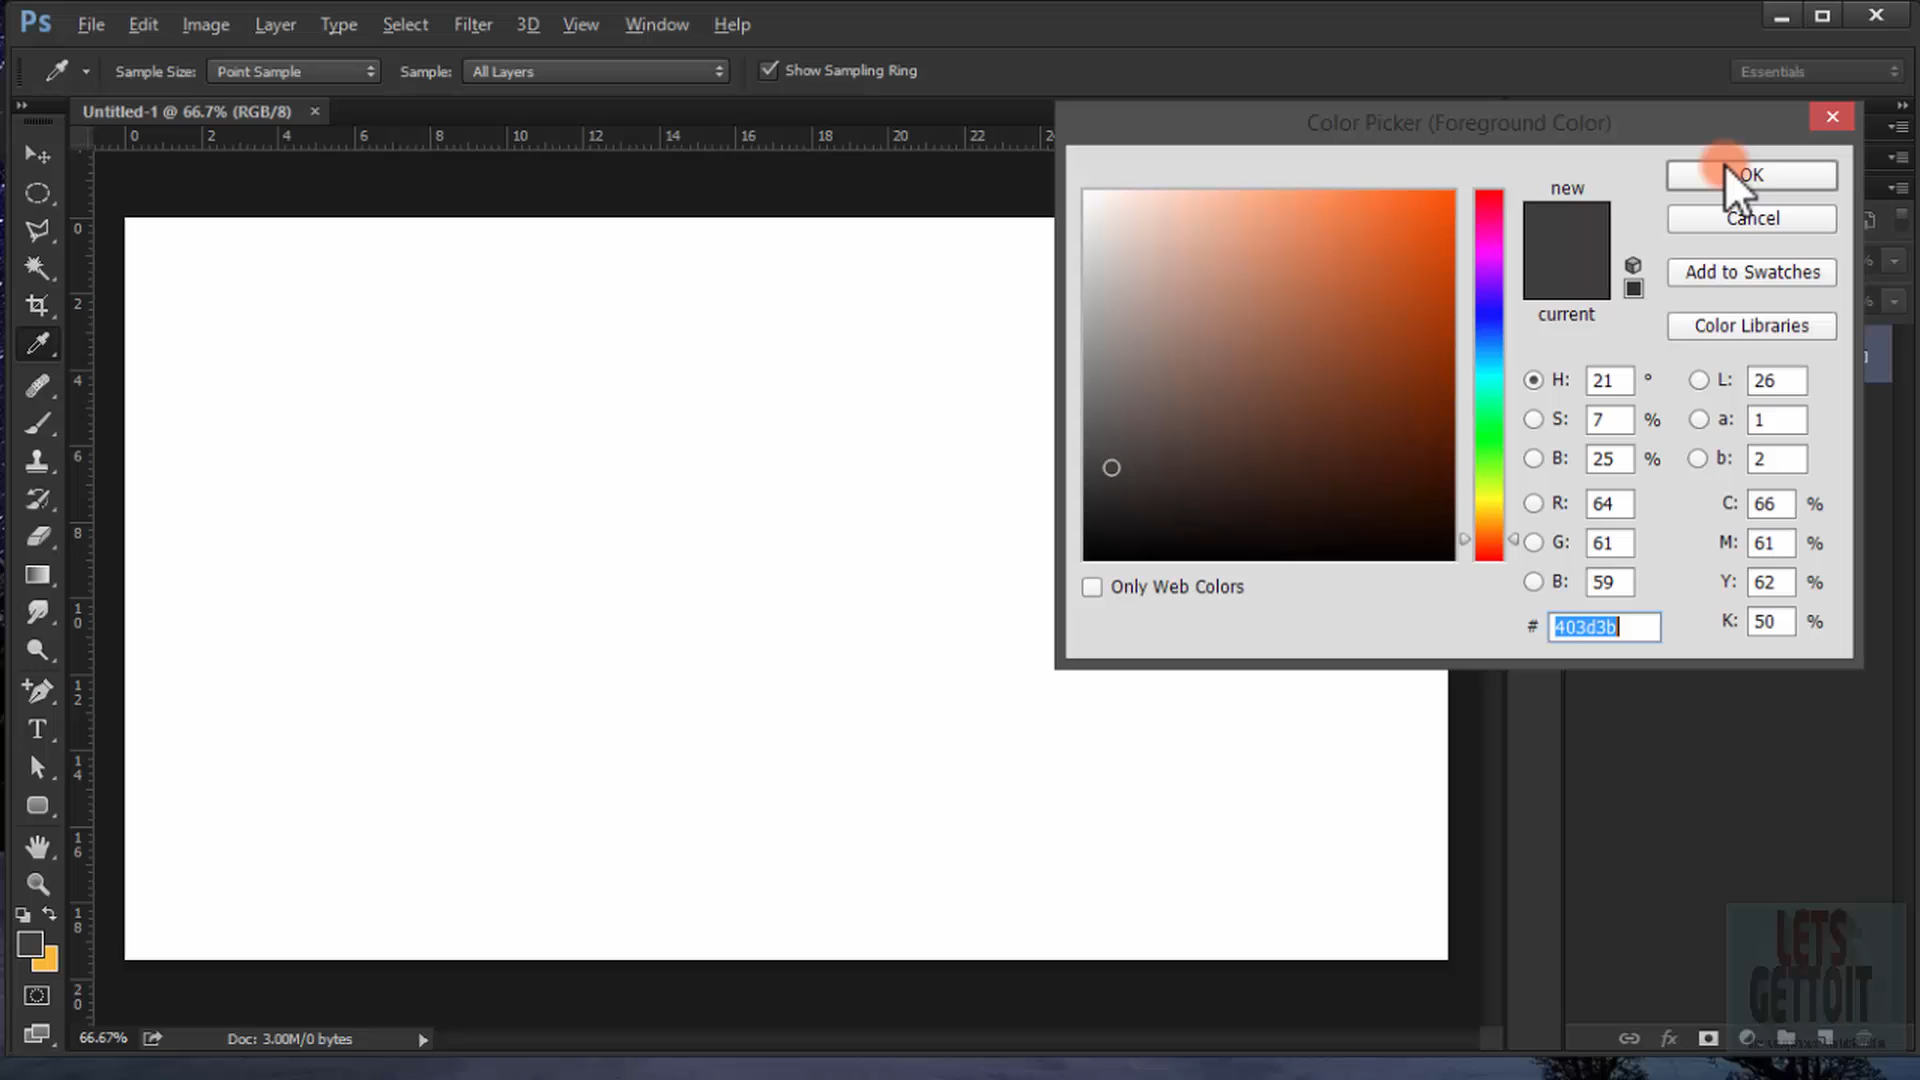 Ps File Edit Image Layer Type Select Filter 3D View Window Help
Sample Size: Point Sample Sample: All Layers Show Sampling Ring Essentials
Untitled-1 @ 66.7% (RGB/8) ×
0 2 4 6 8 10 12 14 16 18 20 22
Color Picker (Foreground Color)
OK
new
Cancel
Add to Swatches
current
Color Libraries
H: 21 ° L: 26
S: 7 % a: 1
B: 25 % b: 2
R: 64 C: 66 %
G: 61 M: 61 %
B: 59 Y: 62 %
Only Web Colors
# 403d3b K: 50 %
0
2
4
6
8
10
12
14
16
18
20
T
LETS
GETTOIT
66.67% Doc: 3.00M/0 bytes
fx